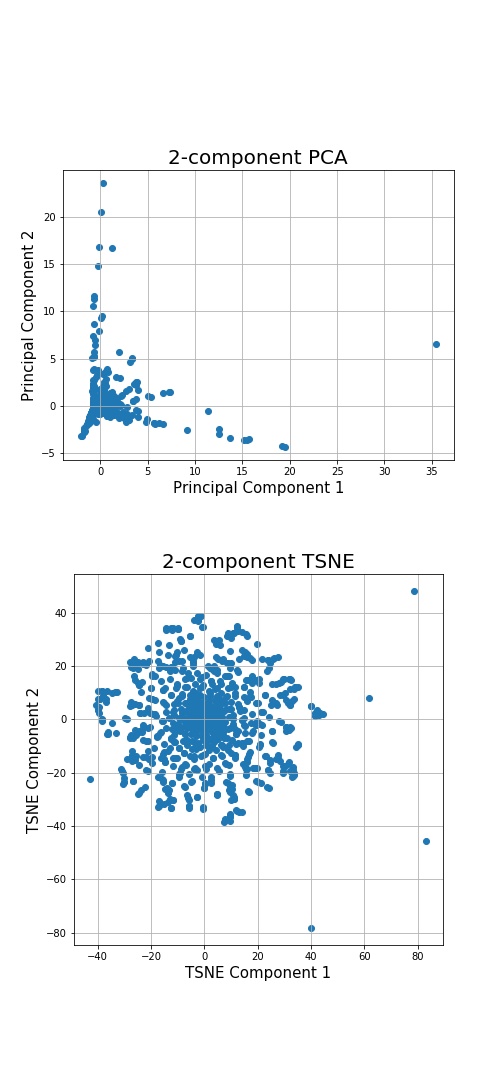 2-component PCA
Principal Component 2
20
15
10
5
0
−5
0 5 10 15 20 25 30 35
Principal Component 1
2-component TSNE
TSNE Component 2
40
20
0
−20
−40
−60
−80
−40 −20 0 20 40 60 80
TSNE Component 1